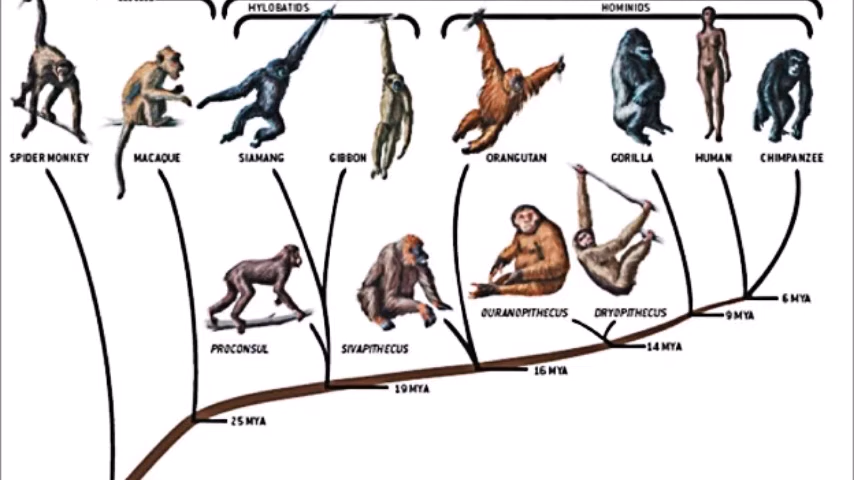 HYLOBATIDS
HOMINIDS
SPIDER MONKEY
MACAQUE
SIAMANG
GIBBON
ORANGUTAN
GORILLA
HUMAN
CHIMPANZEE
OURANOPITHECUS
DRYOPITHECUS
PROCONSUL
SIVAPITHECUS
6 MYA
9 MYA
14 MYA
16 MYA
19 MYA
25 MYA